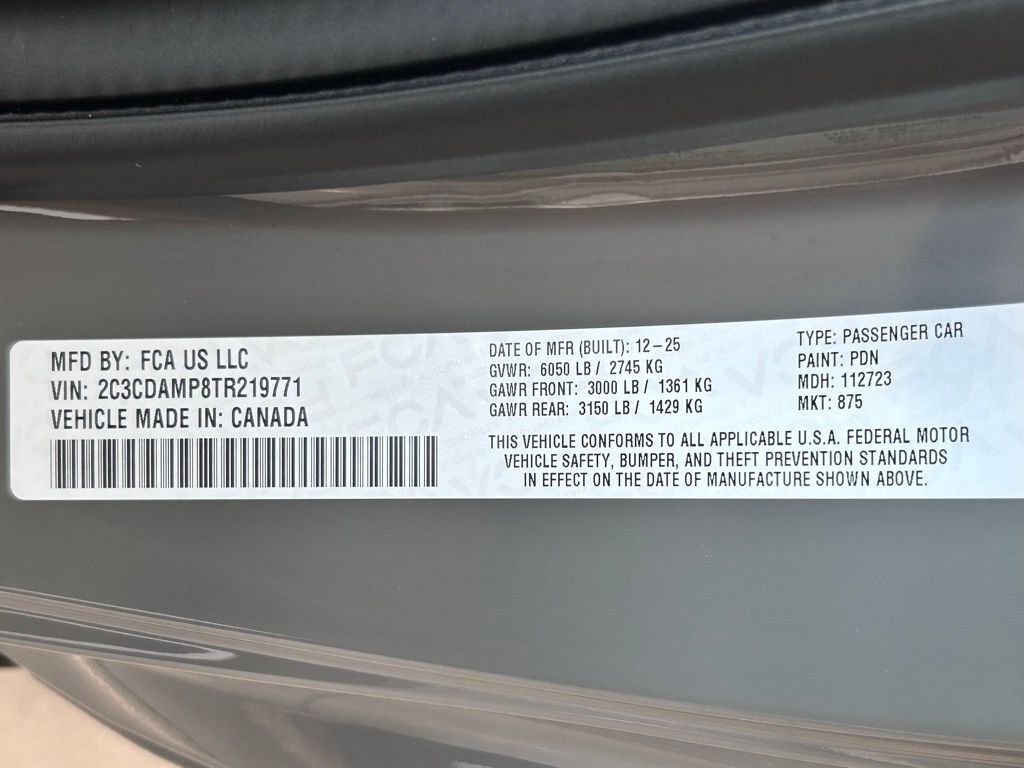 MFD BY: FCA US LLC
VIN: 2C3CDAMP8TR219771
VEHICLE MADE IN: CANADA
DATE OF MFR (BUILT): 12-25
GVWR: 6050 LB / 2745 KG
GAWR FRONT: 3000 LB / 1361 KG
GAWR REAR: 3150 LB / 1429 KG
TYPE: PASSENGER CAR
PAINT: PDN
MDH: 112723
MKT: 875
THIS VEHICLE CONFORMS TO ALL APPLICABLE U.S.A. FEDERAL MOTOR
VEHICLE SAFETY, BUMPER, AND THEFT PREVENTION STANDARDS
IN EFFECT ON THE DATE OF MANUFACTURE SHOWN ABOVE.